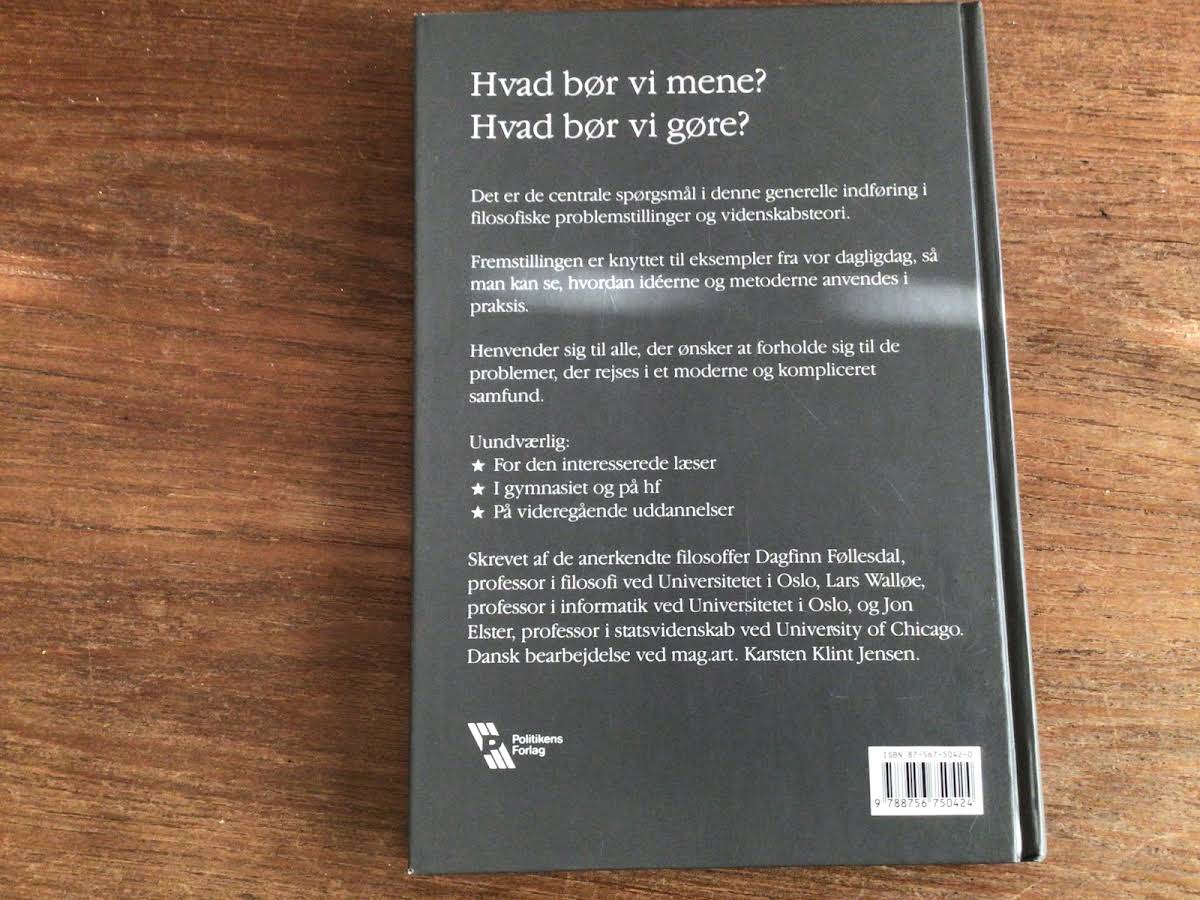 Hvad bør vi mene?
Hvad bør vi gøre?
Det er de centrale spørgsmål i denne generelle indføring i
filosofiske problemstillinger og videnskabsteori.
Fremstillingen er knyttet til eksempler fra vor dagligdag, så
man kan se, hvordan idéerne og metoderne anvendes i
praksis.
Henvender sig til alle, der ønsker at forholde sig til de
problemer, der rejses i et moderne og kompliceret
samfund.
Uundværlig:
★ For den interesserede læser
★ I gymnasiet og på hf
★ På videregående uddannelser
Skrevet af de anerkendte filosoffer Dagfinn Føllesdal,
professor i filosofi ved Universitetet i Oslo, Lars Walløe,
professor i informatik ved Universitetet i Oslo, og Jon
Elster, professor i statsvidenskab ved University of Chicago.
Dansk bearbejdelse ved mag.art. Karsten Klint Jensen.
P
Politikens
Forlag
ISBN 87-567-5042-0
9 788756 750424